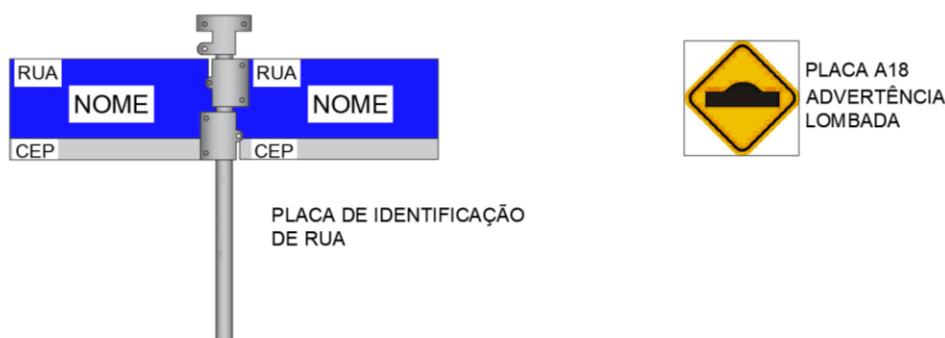 RUA
NOME
CEP
RUA
NOME
CEP
PLACA DE IDENTIFICAÇÃO
DE RUA
PLACA A18
ADVERTÊNCIA
LOMBADA